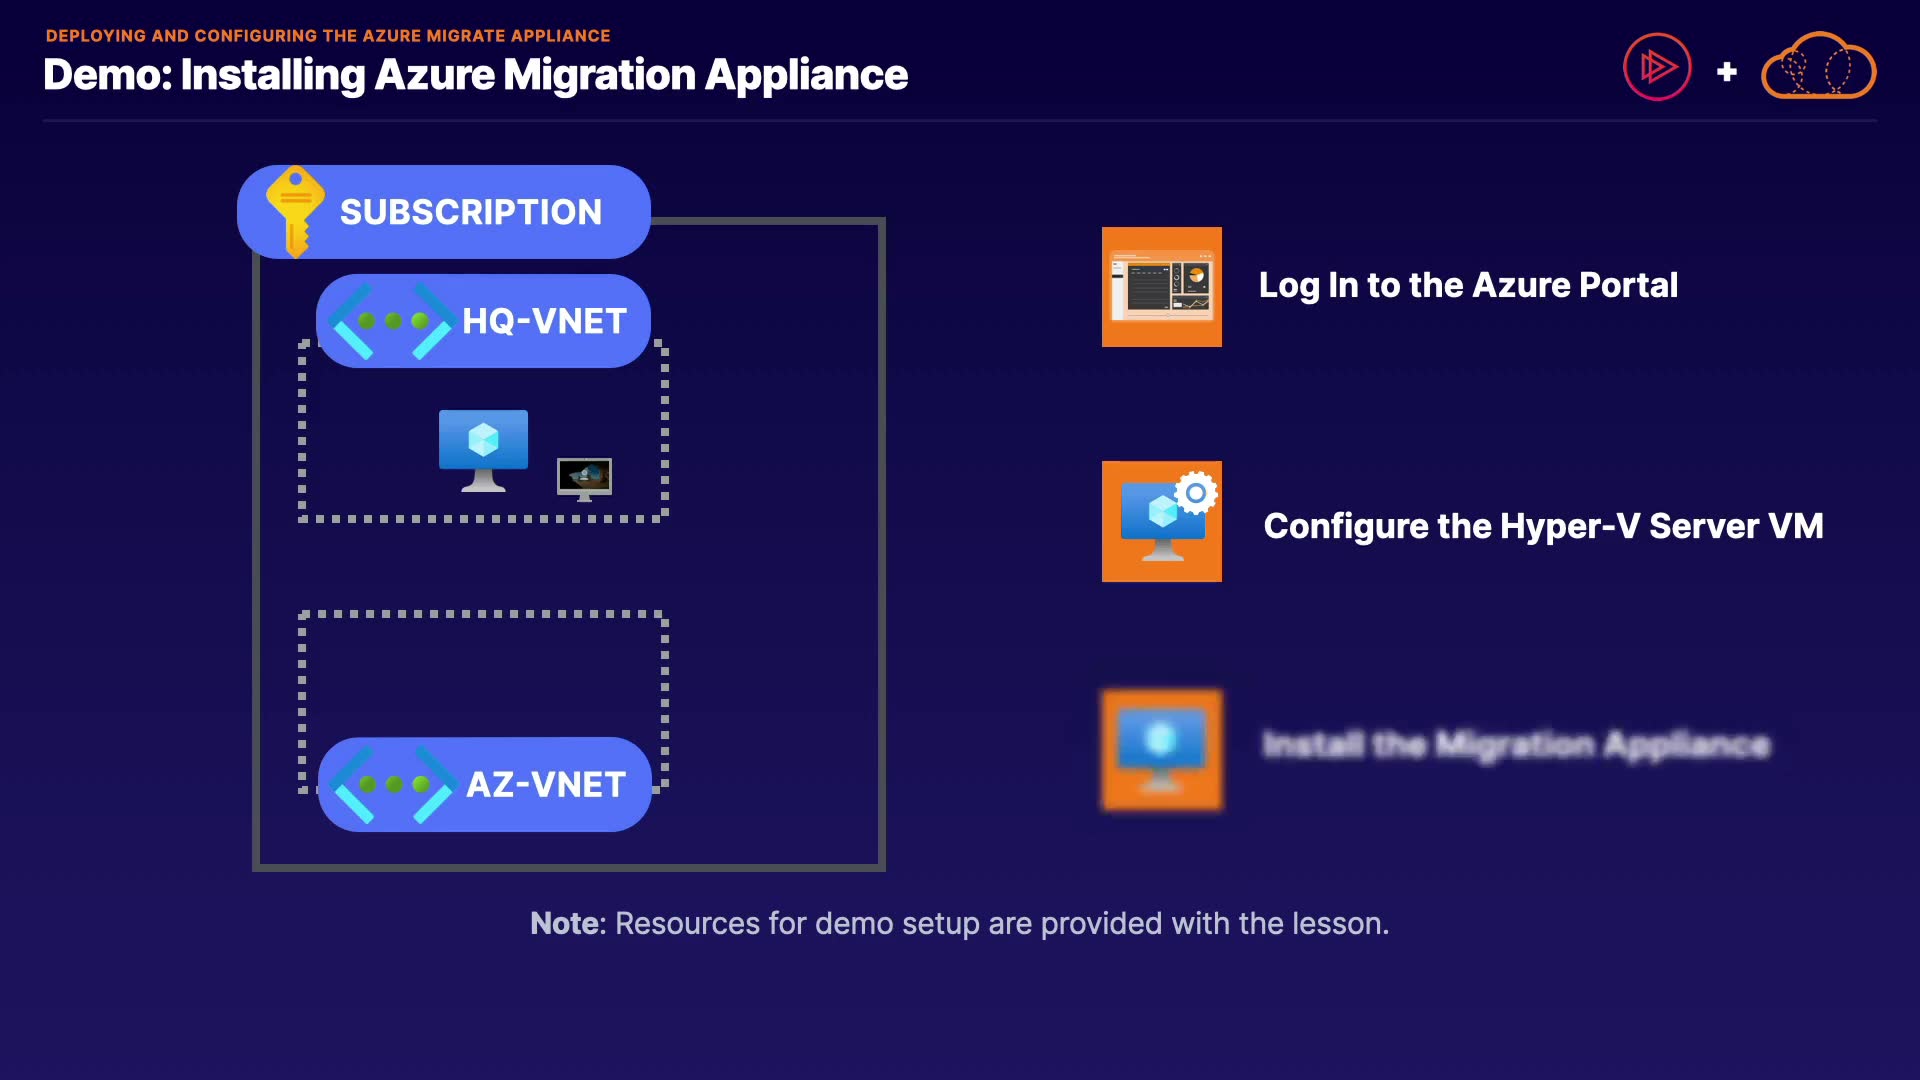 DEPLOYING AND CONFIGURING THE AZURE MIGRATE APPLIANCE
Demo: Installing Azure Migration Appliance
SUBSCRIPTION
HQ-VNET
AZ-VNET
Log In to the Azure Portal
Configure the Hyper-V Server VM
Install the Migration Appliance
Note: Resources for demo setup are provided with the lesson.